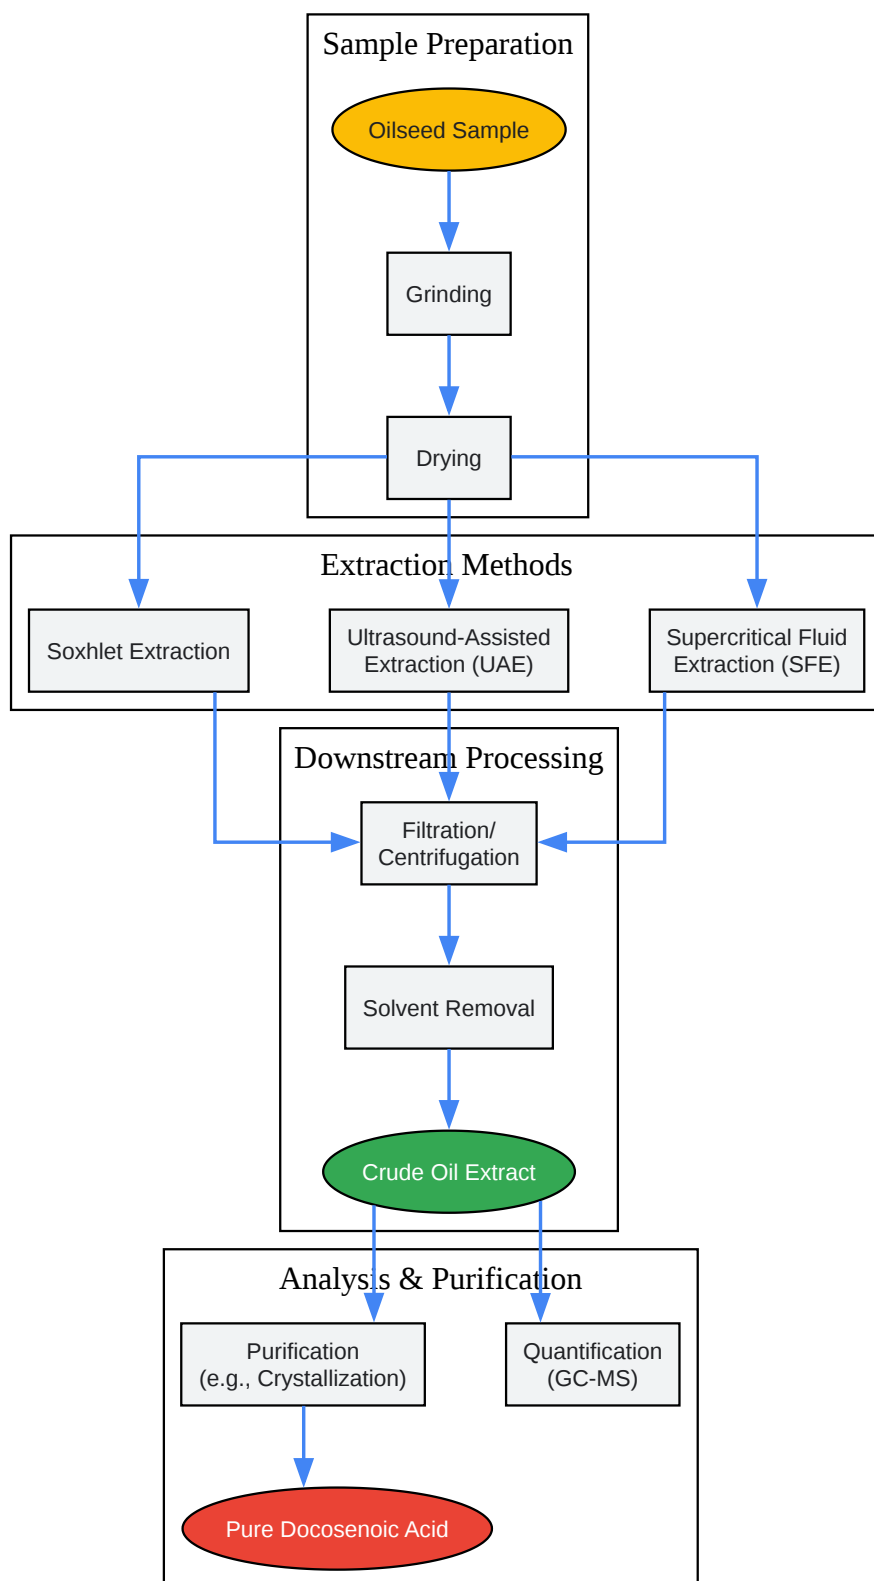 Sample Preparation
Oilseed Sample
Grinding
Drying
Extraction Methods
Soxhlet Extraction
Ultrasound-Assisted
Extraction (UAE)
Supercritical Fluid
Extraction (SFE)
Downstream Processing
Filtration/
Centrifugation
Solvent Removal
Crude Oil Extract
Analysis & Purification
Purification
(e.g., Crystallization)
Quantification
(GC-MS)
Pure Docosenoic Acid